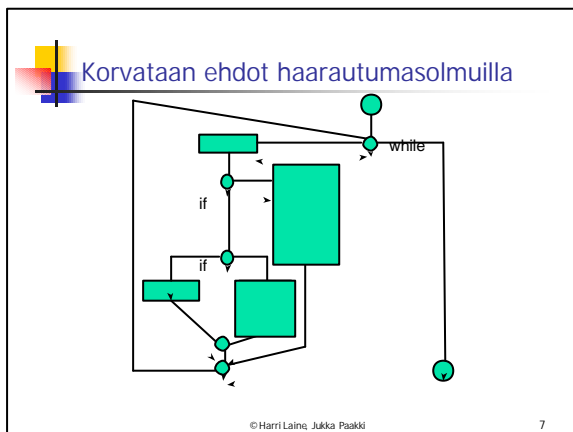 Korvataan ehdot haarautumasolmuilla
while
if
if
© Harri Laine, Jukka Paakki
7